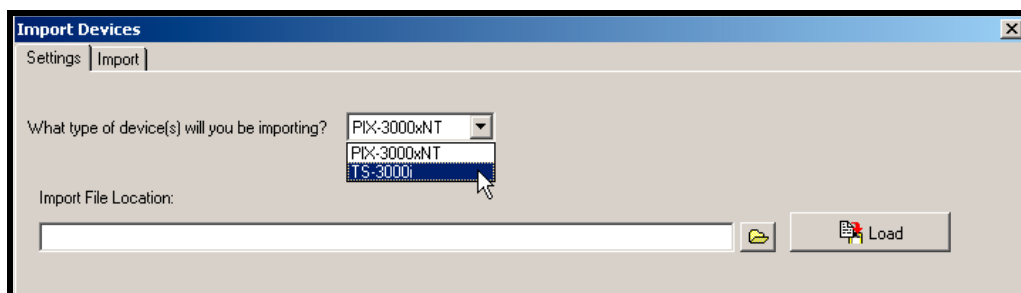 Import Devices
Settings Import
What type of device(s) will you be importing? PIX-3000xNT
PIX-3000xNT
TS-3000i
Import File Location:
Load